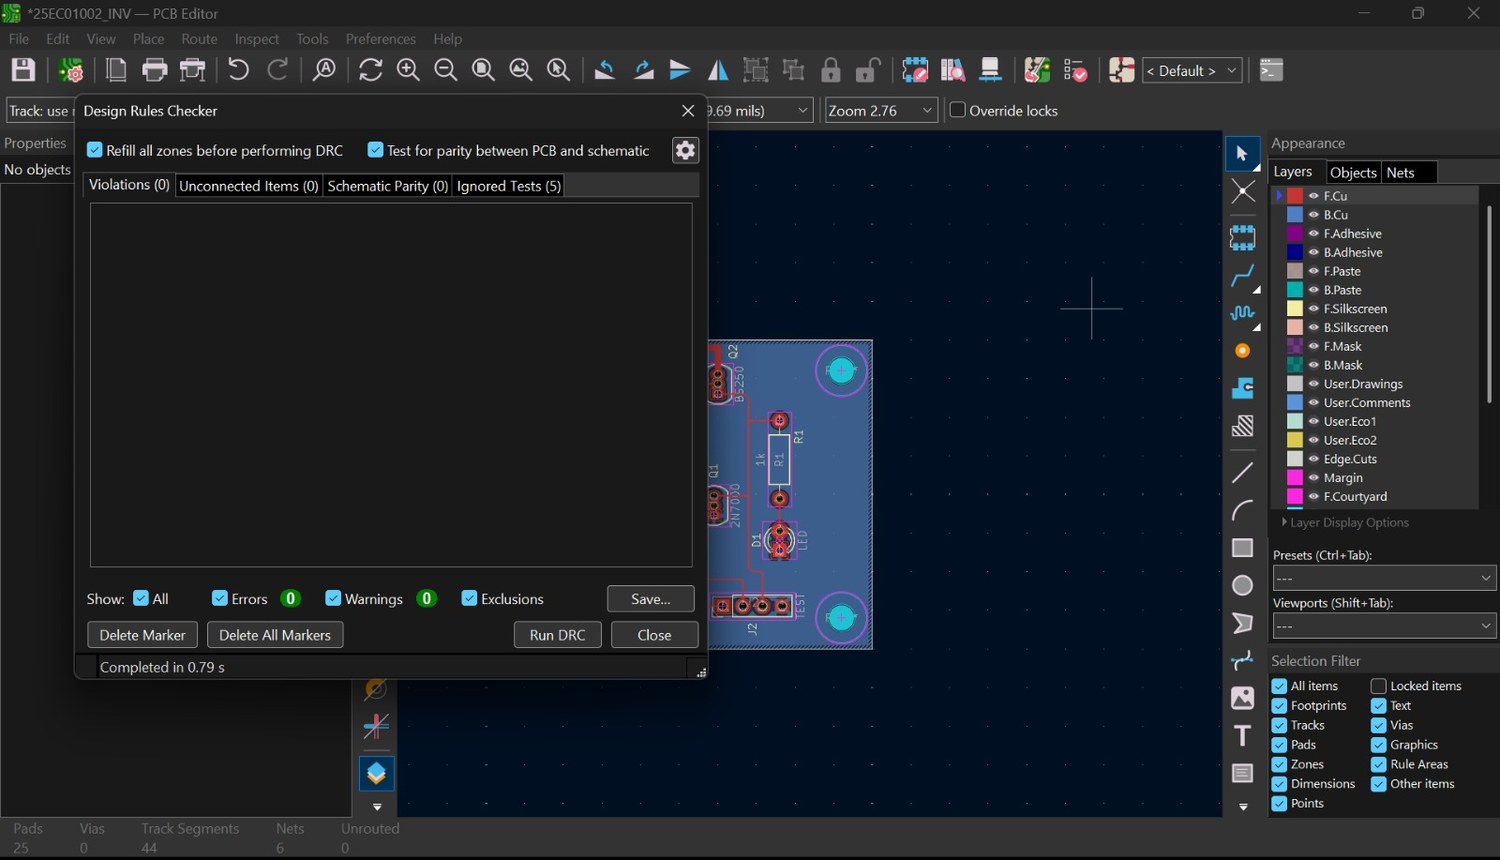 *25EC01002_INV — PCB Editor
File Edit View Place Route Inspect Tools Preferences Help
< Default >
Track: use
9.69 mils)
Zoom 2.76
Override locks
Design Rules Checker
Refill all zones before performing DRC
Test for parity between PCB and schematic
Violations (0)
Unconnected Items (0)
Schematic Parity (0)
Ignored Tests (5)
Show:
All
Errors
0
Warnings
0
Exclusions
Save...
Delete Marker
Delete All Markers
Run DRC
Close
Completed in 0.79 s
Properties
No objects
Q2
BS250
R1
1k
R1
Q1
2N7000
D1
LED
J2
TEST
Appearance
Layers
Objects
Nets
F.Cu
B.Cu
F.Adhesive
B.Adhesive
F.Paste
B.Paste
F.Silkscreen
B.Silkscreen
F.Mask
B.Mask
User.Drawings
User.Comments
User.Eco1
User.Eco2
Edge.Cuts
Margin
F.Courtyard
Layer Display Options
Presets (Ctrl+Tab):
---
Viewports (Shift+Tab):
---
Selection Filter
All items
Locked items
Footprints
Text
Tracks
Vias
Pads
Graphics
Zones
Rule Areas
Dimensions
Other items
Points
Pads Vias Track Segments Nets Unrouted
25 0 44 6 0